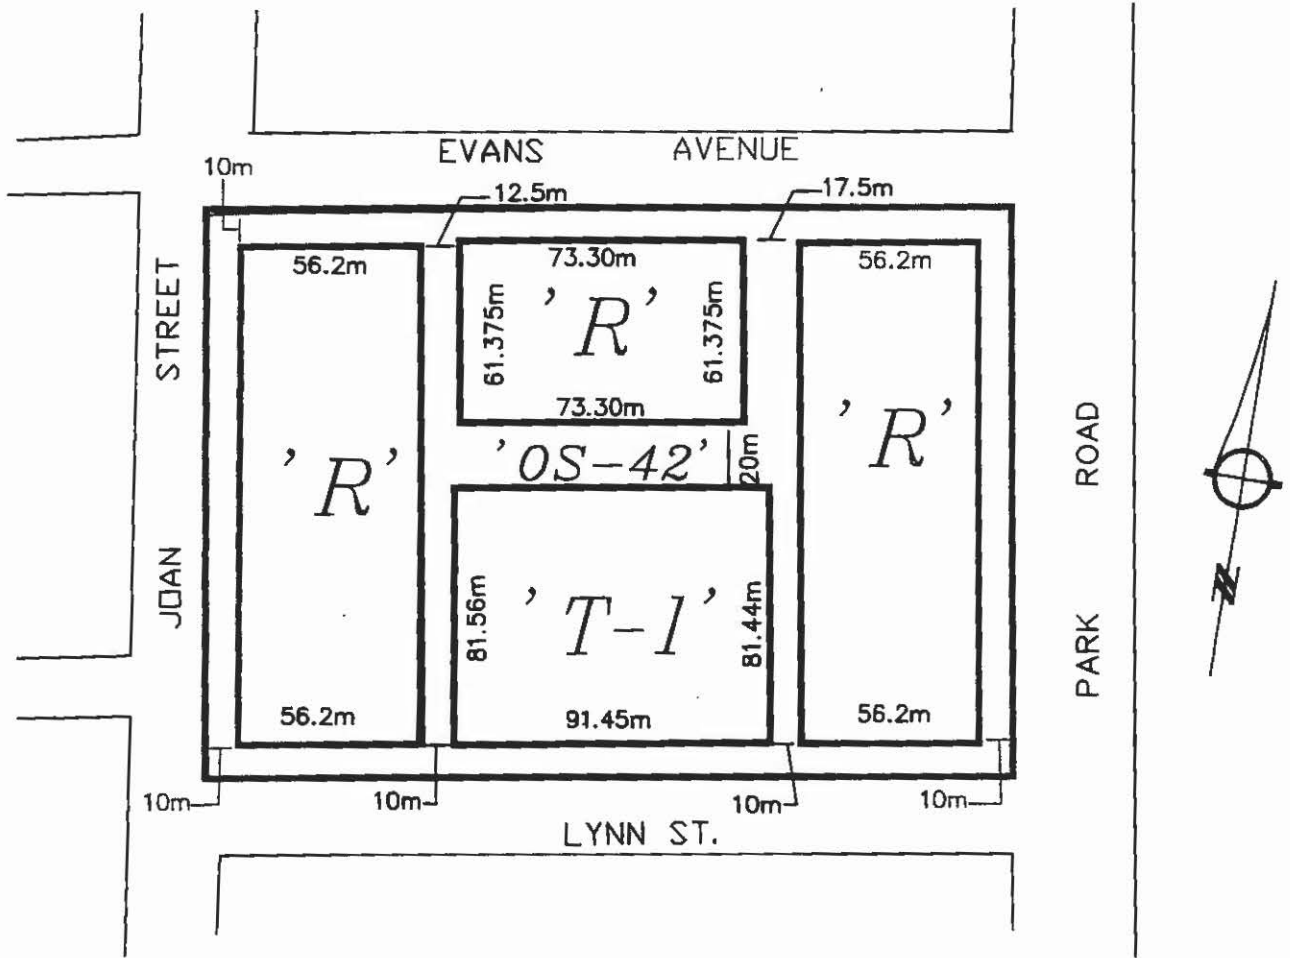 EVANS AVENUE
10m
12.5m
17.5m
56.2m
73.30m
56.2m
STREET
61.375m
' R '
61.375m
73.30m
' R '
' R '
ROAD
' OS-42 '
20m
JOAN
81.56m
' T-1 '
81.44m
N
PARK
56.2m
91.45m
56.2m
10m
10m
10m
10m
LYNN ST.